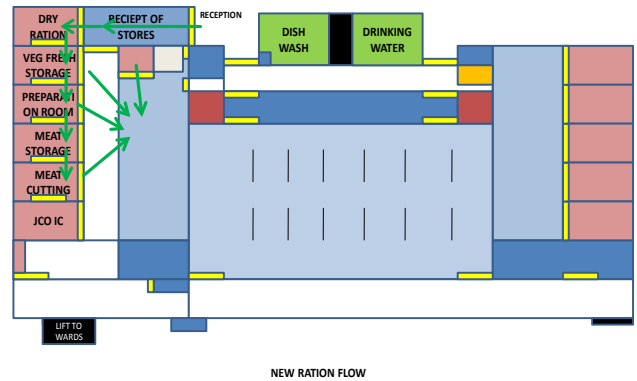 DRY
RATION
RECIEPT OF
STORES
RECEPTION
DISH
WASH
DRINKING
WATER
VEG FRESH
STORAGE
PREPARATI
ON ROOM
MEAT
STORAGE
MEAT
CUTTING
JCO IC
LIFT TO
WARDS
NEW RATION FLOW